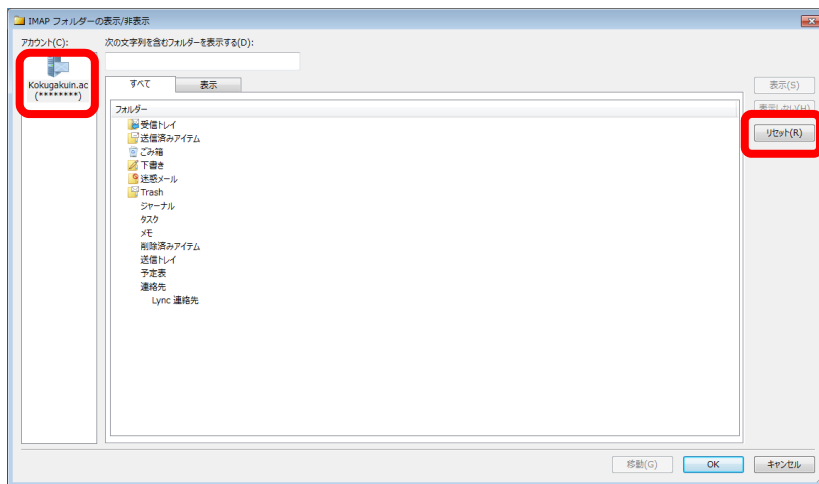 IMAP フォルダーの表示/非表示
アカウント(C):
次の文字列を含むフォルダーを表示する(D):
Kokugakuin.ac
(********)
すべて
表示
表示(S)
表示しない(H)
リセット(R)
フォルダー
受信トレイ
送信済みアイテム
ごみ箱
下書き
迷惑メール
Trash
ジャーナル
タスク
メモ
削除済みアイテム
送信トレイ
予定表
連絡先
Lync 連絡先
移動(G)
OK
キャンセル